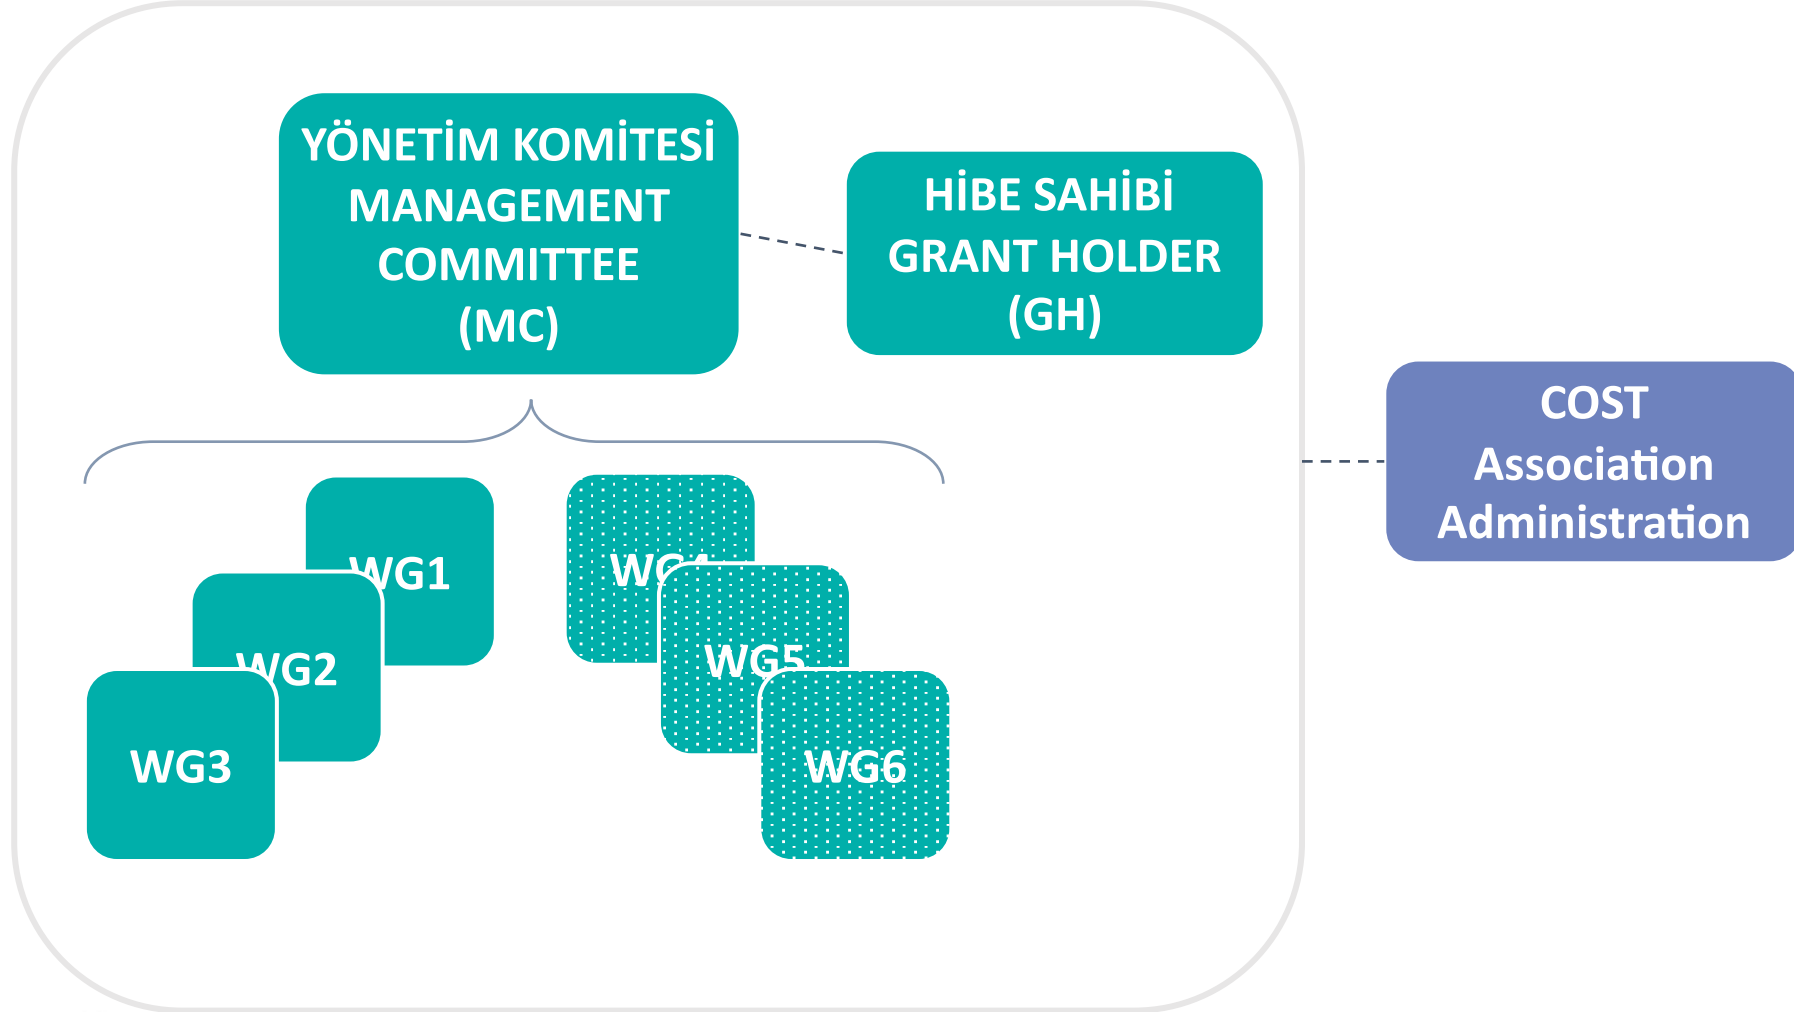 YÖNETİM KOMİTESİ
MANAGEMENT
COMMITTEE
(MC)
HİBE SAHİBİ
GRANT HOLDER
(GH)
COST
Association
Administration
WG1
WG2
WG3
WG4
WG5
WG6